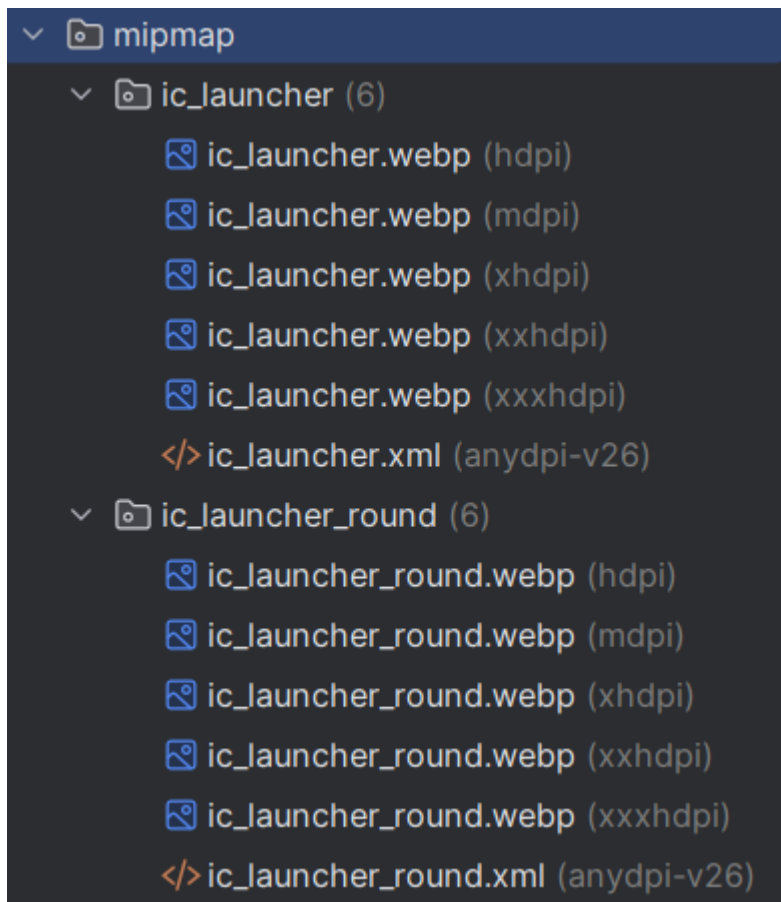 mipmap
ic_launcher (6)
ic_launcher.webp (hdpi)
ic_launcher.webp (mdpi)
ic_launcher.webp (xhdpi)
ic_launcher.webp (xxhdpi)
ic_launcher.webp (xxxhdpi)
ic_launcher.xml (anydpi-v26)
ic_launcher_round (6)
ic_launcher_round.webp (hdpi)
ic_launcher_round.webp (mdpi)
ic_launcher_round.webp (xhdpi)
ic_launcher_round.webp (xxhdpi)
ic_launcher_round.webp (xxxhdpi)
ic_launcher_round.xml (anydpi-v26)